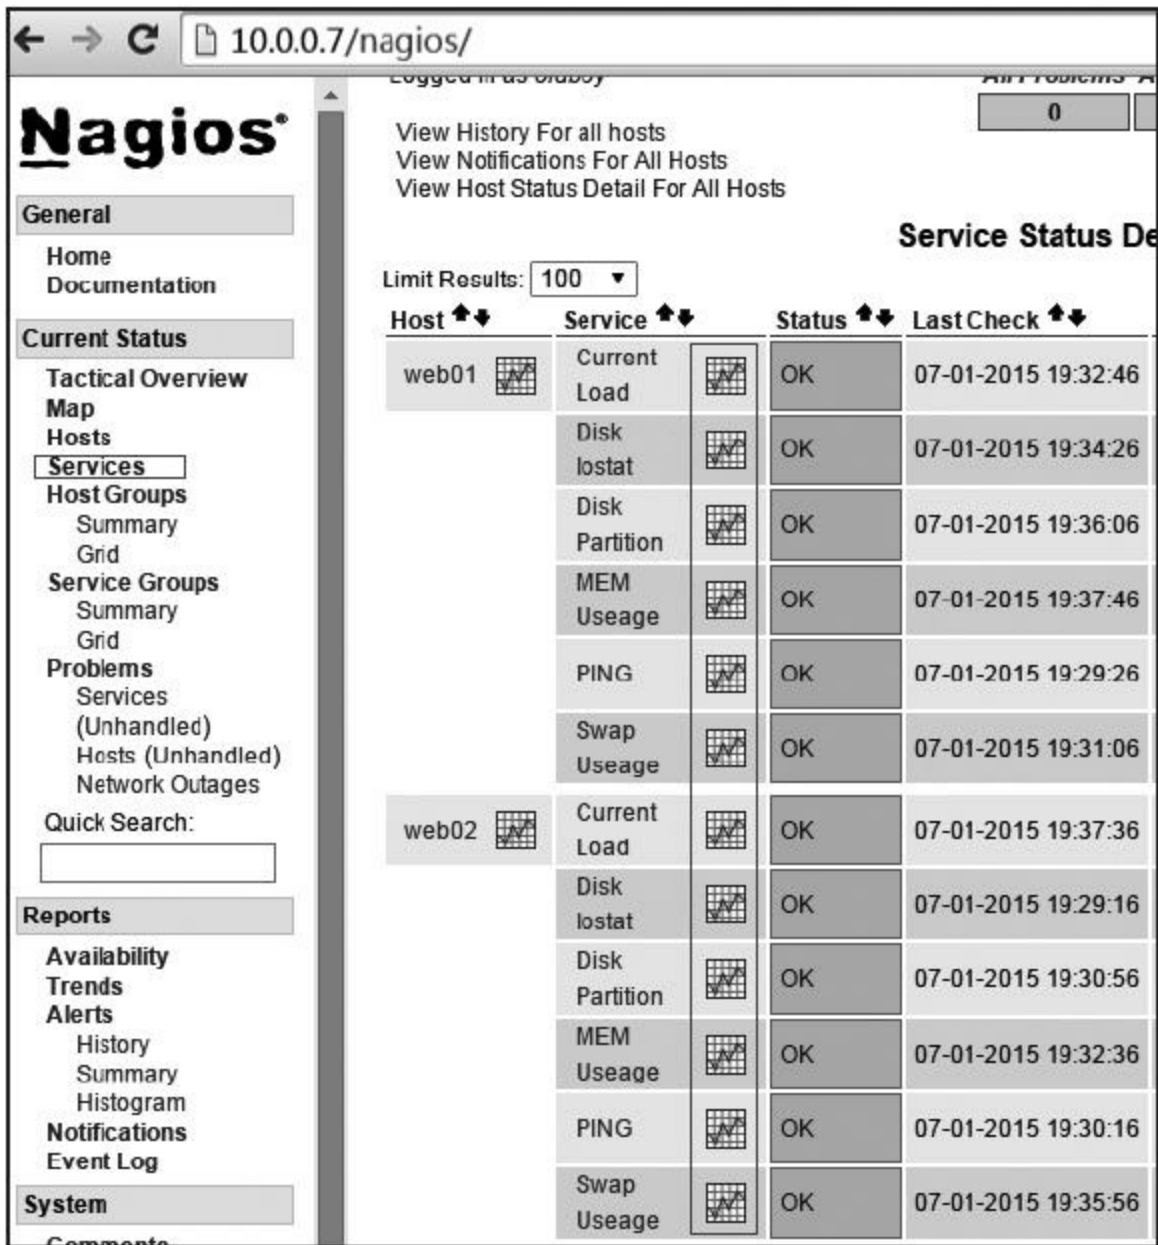 10.0.0.7/nagios/
Nagios®
General
Home
Documentation
Current Status
Tactical Overview
Map
Hosts
Services
Host Groups
Summary
Grid
Service Groups
Summary
Grid
Problems
Services
(Unhandled)
Hosts (Unhandled)
Network Outages
Quick Search:
Reports
Availability
Trends
Alerts
History
Summary
Histogram
Notifications
Event Log
System
Comments
Logged in as oldboy
All Problems
0
View History For all hosts
View Notifications For All Hosts
View Host Status Detail For All Hosts
Service Status De
Limit Results: 100
Host Service Status Last Check
web01 Current Load OK 07-01-2015 19:32:46
Disk Iostat OK 07-01-2015 19:34:26
Disk Partition OK 07-01-2015 19:36:06
MEM Useage OK 07-01-2015 19:37:46
PING OK 07-01-2015 19:29:26
Swap Useage OK 07-01-2015 19:31:06
web02 Current Load OK 07-01-2015 19:37:36
Disk Iostat OK 07-01-2015 19:29:16
Disk Partition OK 07-01-2015 19:30:56
MEM Useage OK 07-01-2015 19:32:36
PING OK 07-01-2015 19:30:16
Swap Useage OK 07-01-2015 19:35:56